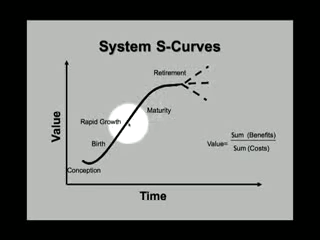 System S-Curves
Retirement
Maturity
Rapid Growth
Birth
Conception
Value
Time
Value= Sum (Benefits)
Sum (Costs)